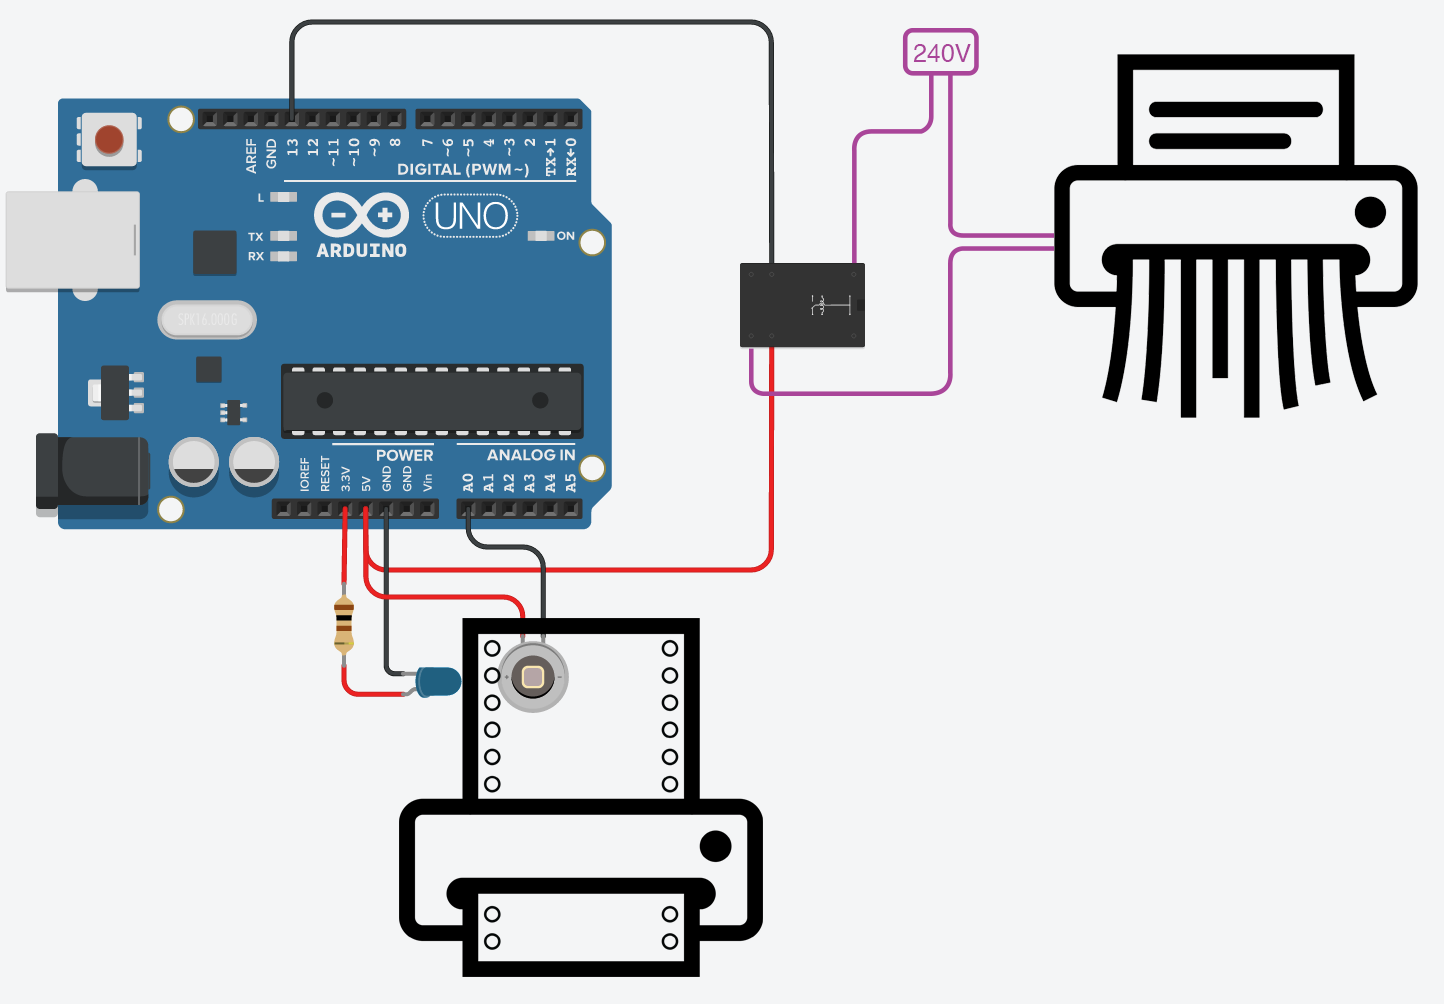 240V
AREF
GND
13
12
~11
~10
~9
8
7
~6
~5
4
~3
2
TX→1
RX←0
DIGITAL (PWM~)
L
TX
RX
ARDUINO
UNO
ON
SPK16.000G
POWER
ANALOG IN
IOREF
RESET
3.3V
5V
GND
GND
Vin
A0
A1
A2
A3
A4
A5